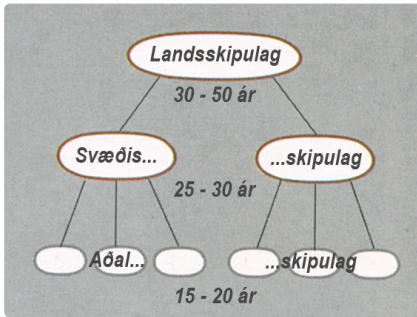 Landsskipulag
30 - 50 ár
Svæðis... ...skipulag
25 - 30 ár
Aðal... ...skipulag
15 - 20 ár